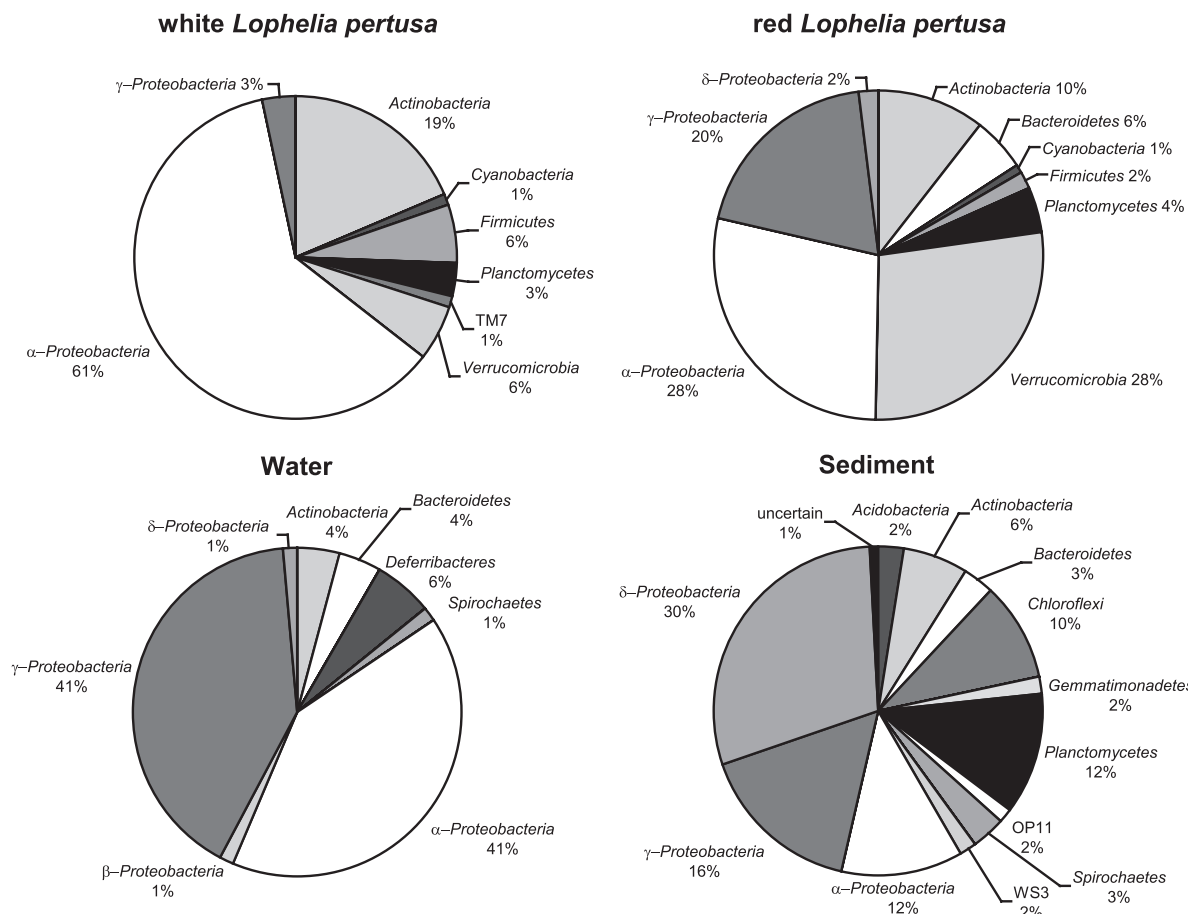 white Lophelia pertusa
γ–Proteobacteria 3%
Actinobacteria
19%
Cyanobacteria
1%
Firmicutes
6%
Planctomycetes
3%
TM7
1%
Verrucomicrobia
6%
α–Proteobacteria
61%
red Lophelia pertusa
δ–Proteobacteria 2%
Actinobacteria 10%
Bacteroidetes 6%
Cyanobacteria 1%
Firmicutes 2%
Planctomycetes 4%
Verrucomicrobia 28%
α–Proteobacteria
28%
γ–Proteobacteria
20%
Water
δ–Proteobacteria
1%
Actinobacteria
4%
Bacteroidetes
4%
Deferribacteres
6%
Spirochaetes
1%
α–Proteobacteria
41%
β–Proteobacteria
1%
γ–Proteobacteria
41%
Sediment
uncertain
1%
Acidobacteria
2%
Actinobacteria
6%
Bacteroidetes
3%
Chloroflexi
10%
Gemmatimonadetes
2%
Planctomycetes
12%
OP11
2%
Spirochaetes
3%
WS3
2%
α–Proteobacteria
12%
γ–Proteobacteria
16%
δ–Proteobacteria
30%